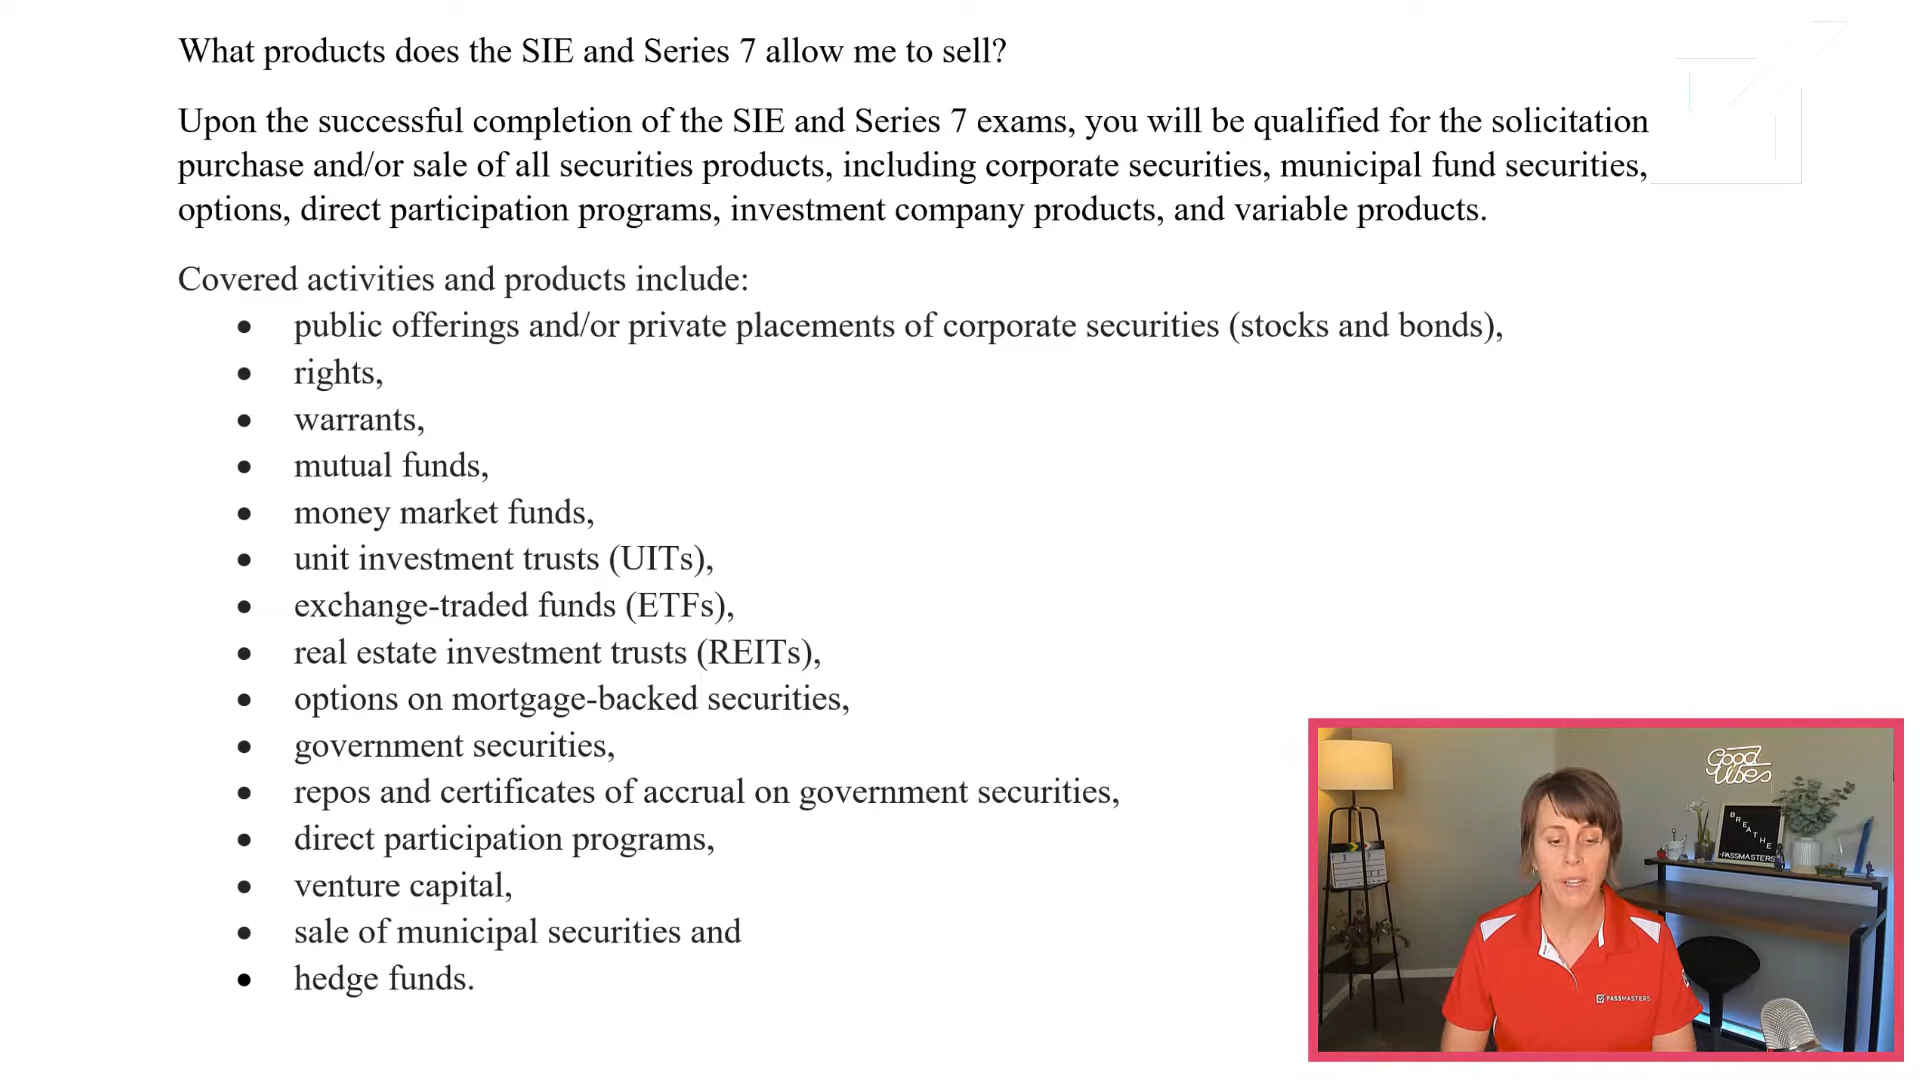 What products does the SIE and Series 7 allow me to sell?
Upon the successful completion of the SIE and Series 7 exams, you will be qualified for the solicitation
purchase and/or sale of all securities products, including corporate securities, municipal fund securities,
options, direct participation programs, investment company products, and variable products.
Covered activities and products include:
• public offerings and/or private placements of corporate securities (stocks and bonds),
• rights,
• warrants,
• mutual funds,
• money market funds,
• unit investment trusts (UITs),
• exchange-traded funds (ETFs),
• real estate investment trusts (REITs),
• options on mortgage-backed securities,
• government securities,
• repos and certificates of accrual on government securities,
• direct participation programs,
• venture capital,
• sale of municipal securities and
• hedge funds.
Good
Vibes
BREATHE
-PASSMASTERS
PASSMASTERS